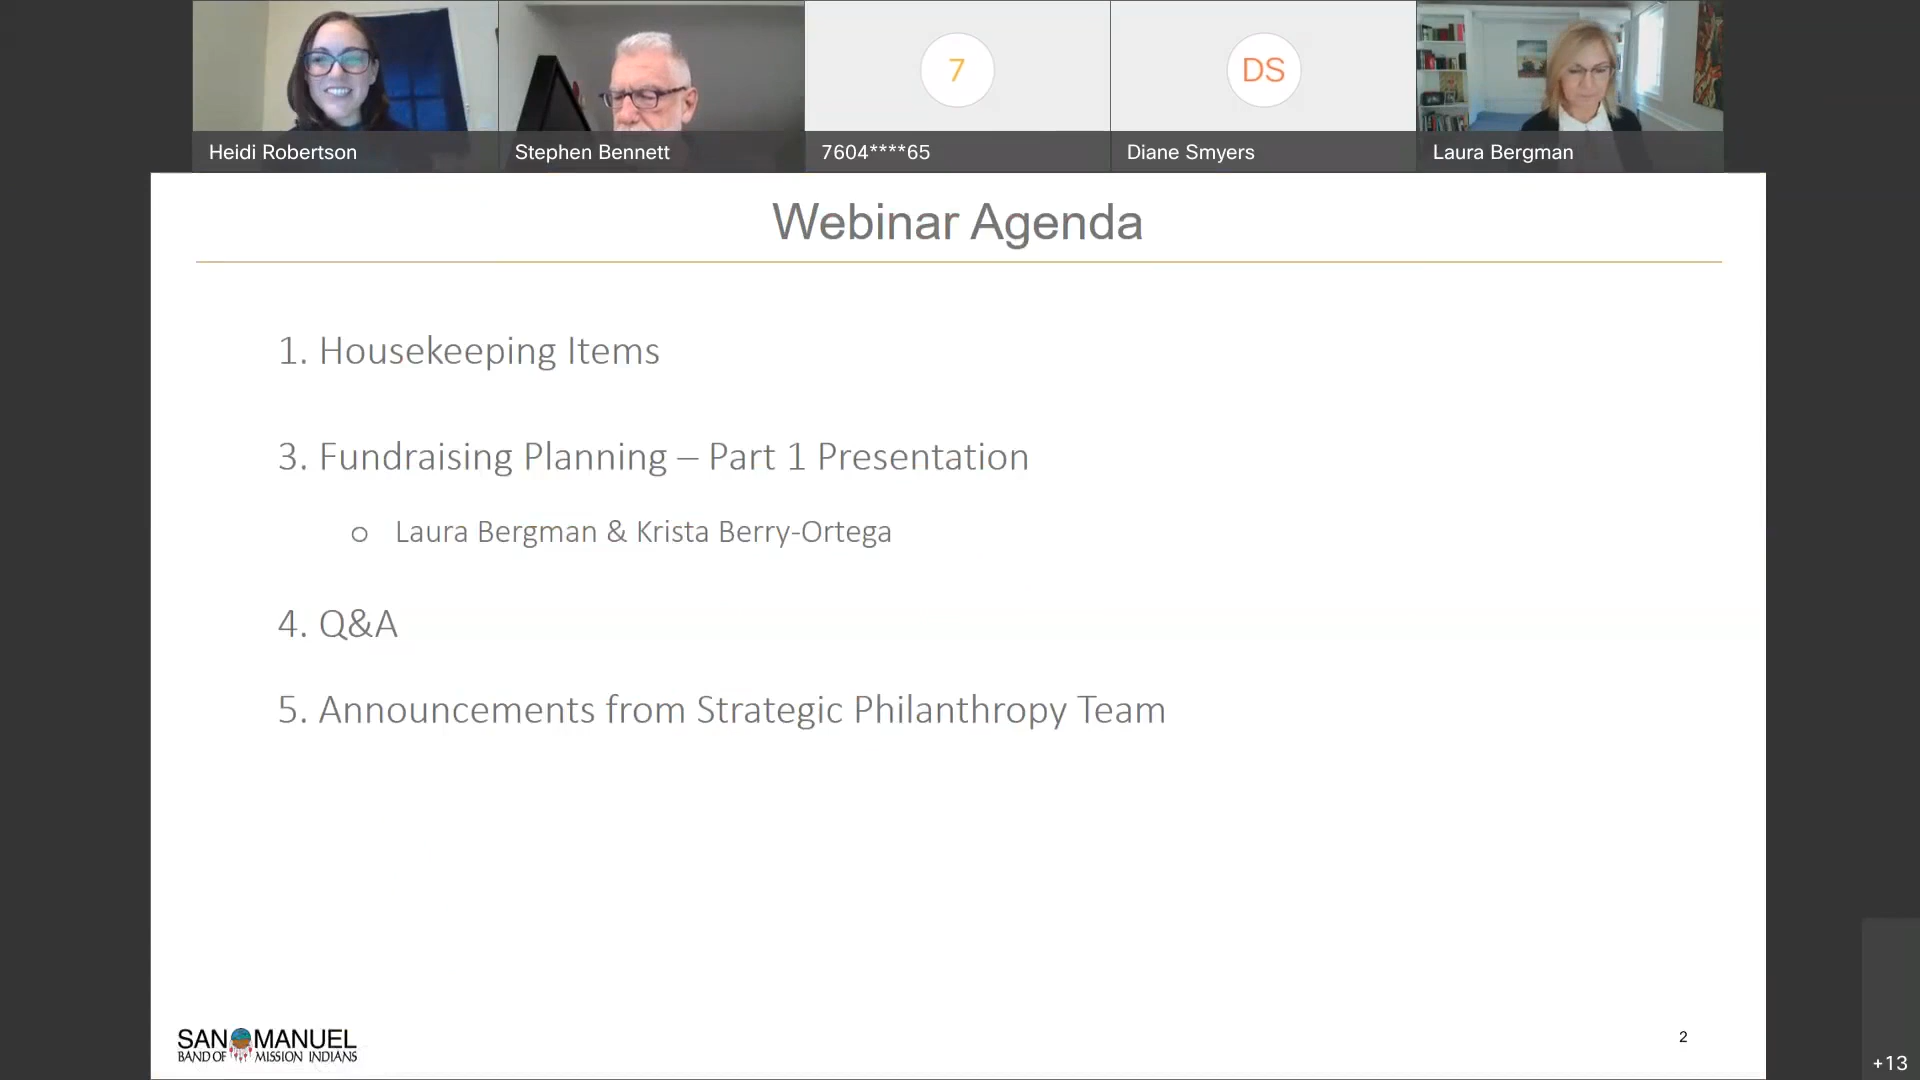 7
DS
Heidi Robertson
Stephen Bennett
7604****65
Diane Smyers
Laura Bergman
Webinar Agenda
1. Housekeeping Items
3. Fundraising Planning – Part 1 Presentation
o Laura Bergman & Krista Berry-Ortega
4. Q&A
5. Announcements from Strategic Philanthropy Team
SAN MANUEL
BAND OF MISSION INDIANS
2
+13